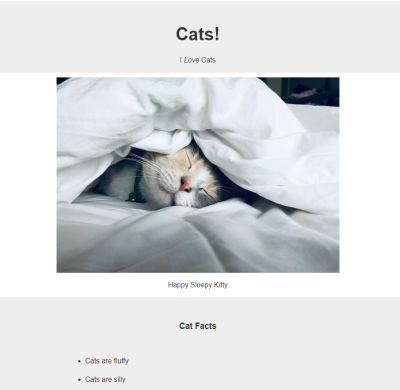 Cats!
I Love Cats
Happy Sleepy Kitty
Cat Facts
Cats are fluffy
Cats are silly